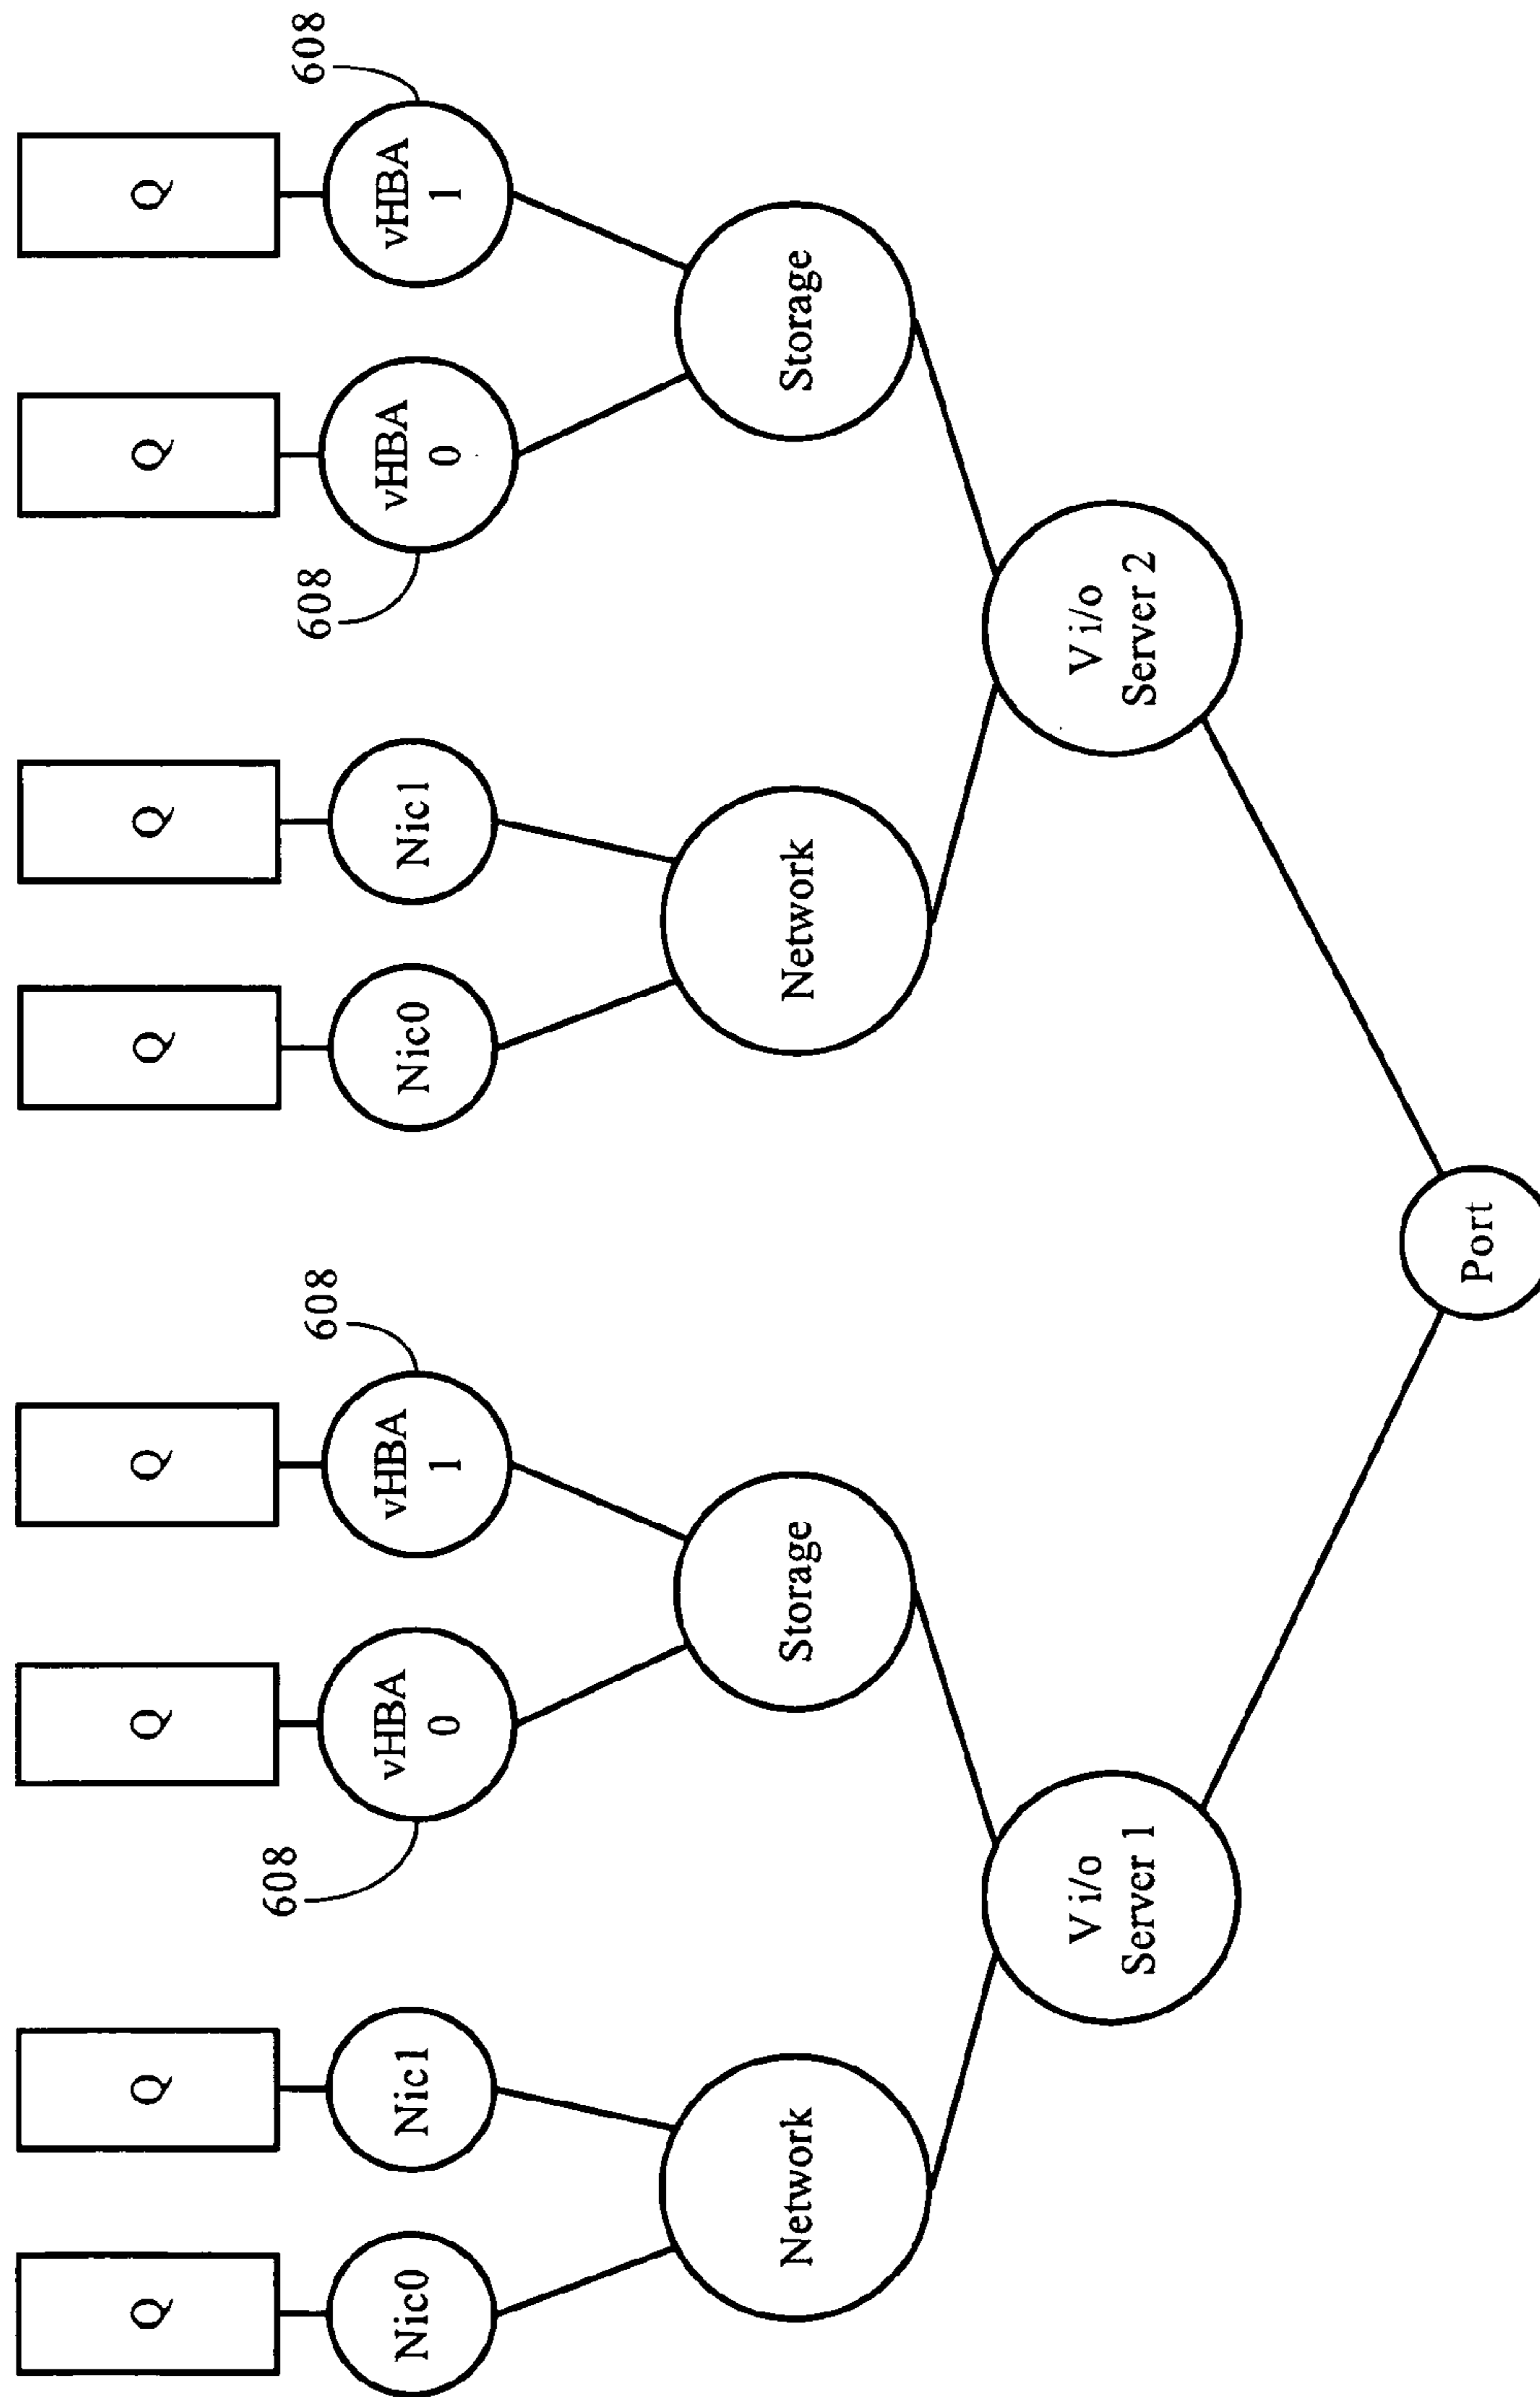 Q
Q
Q
Q
Q
Q
Q
Q
608
608
608
608
Nic0
Nic1
vHBA
0
vHBA
1
Nic0
Nic1
vHBA
0
vHBA
1
Network
Storage
Network
Storage
V i/o
Server 1
V i/o
Server 2
Port